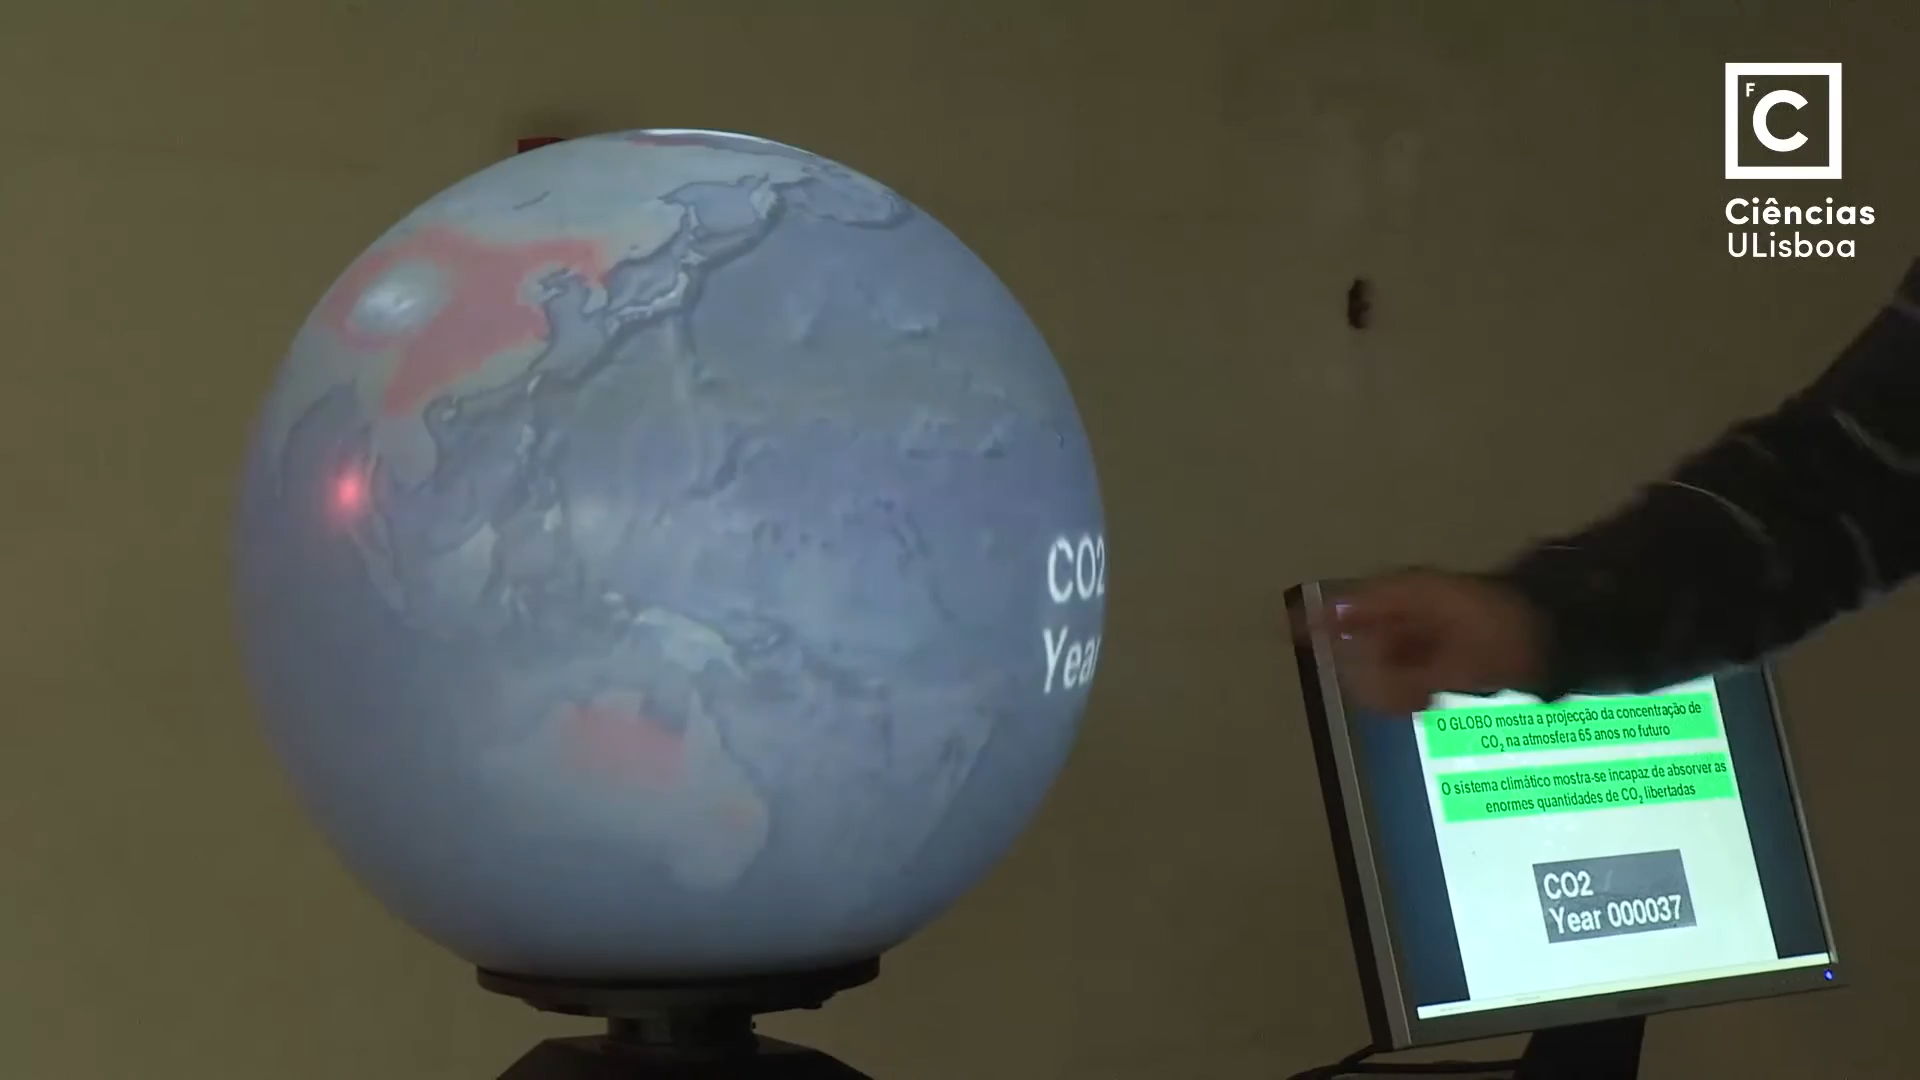 F
C
Ciências
ULisboa
CO2
Year
O GLOBO mostra a projecção da concentração de
CO2 na atmosfera 65 anos no futuro
O sistema climático mostra-se incapaz de absorver as
enormes quantidades de CO2 libertadas
CO2
Year 000037